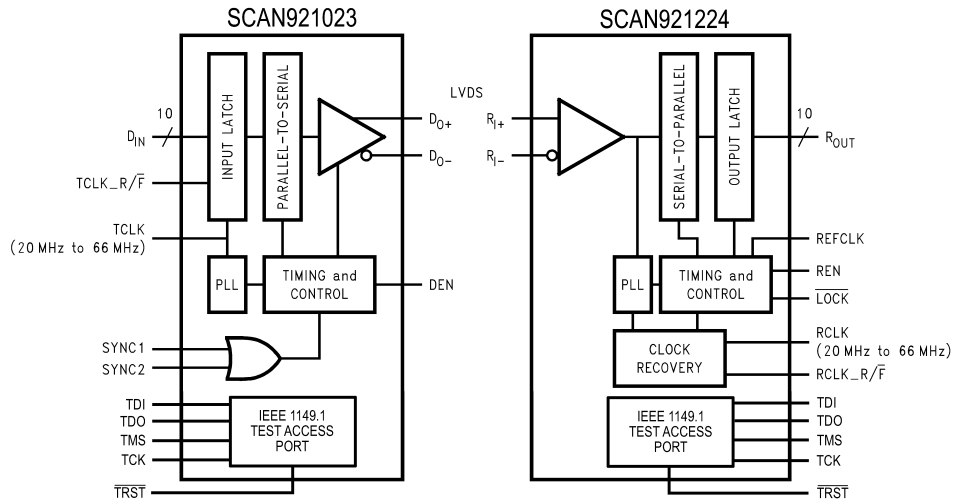 SCAN921023
10
D_IN
TCLK_R/F̅
TCLK
(20 MHz to 66 MHz)
SYNC1
SYNC2
TDI
TDO
TMS
TCK
T̅R̅S̅T̅
INPUT LATCH
PARALLEL-TO-SERIAL
PLL
TIMING and
CONTROL
IEEE 1149.1
TEST ACCESS
PORT
D_O+
D_O−
DEN
LVDS
SCAN921224
R_I+
R_I−
SERIAL-TO-PARALLEL
OUTPUT LATCH
PLL
TIMING and
CONTROL
CLOCK
RECOVERY
IEEE 1149.1
TEST ACCESS
PORT
10
R_OUT
REFCLK
REN
L̅O̅C̅K̅
RCLK
(20 MHz to 66 MHz)
RCLK_R/F̅
TDI
TDO
TMS
TCK
T̅R̅S̅T̅